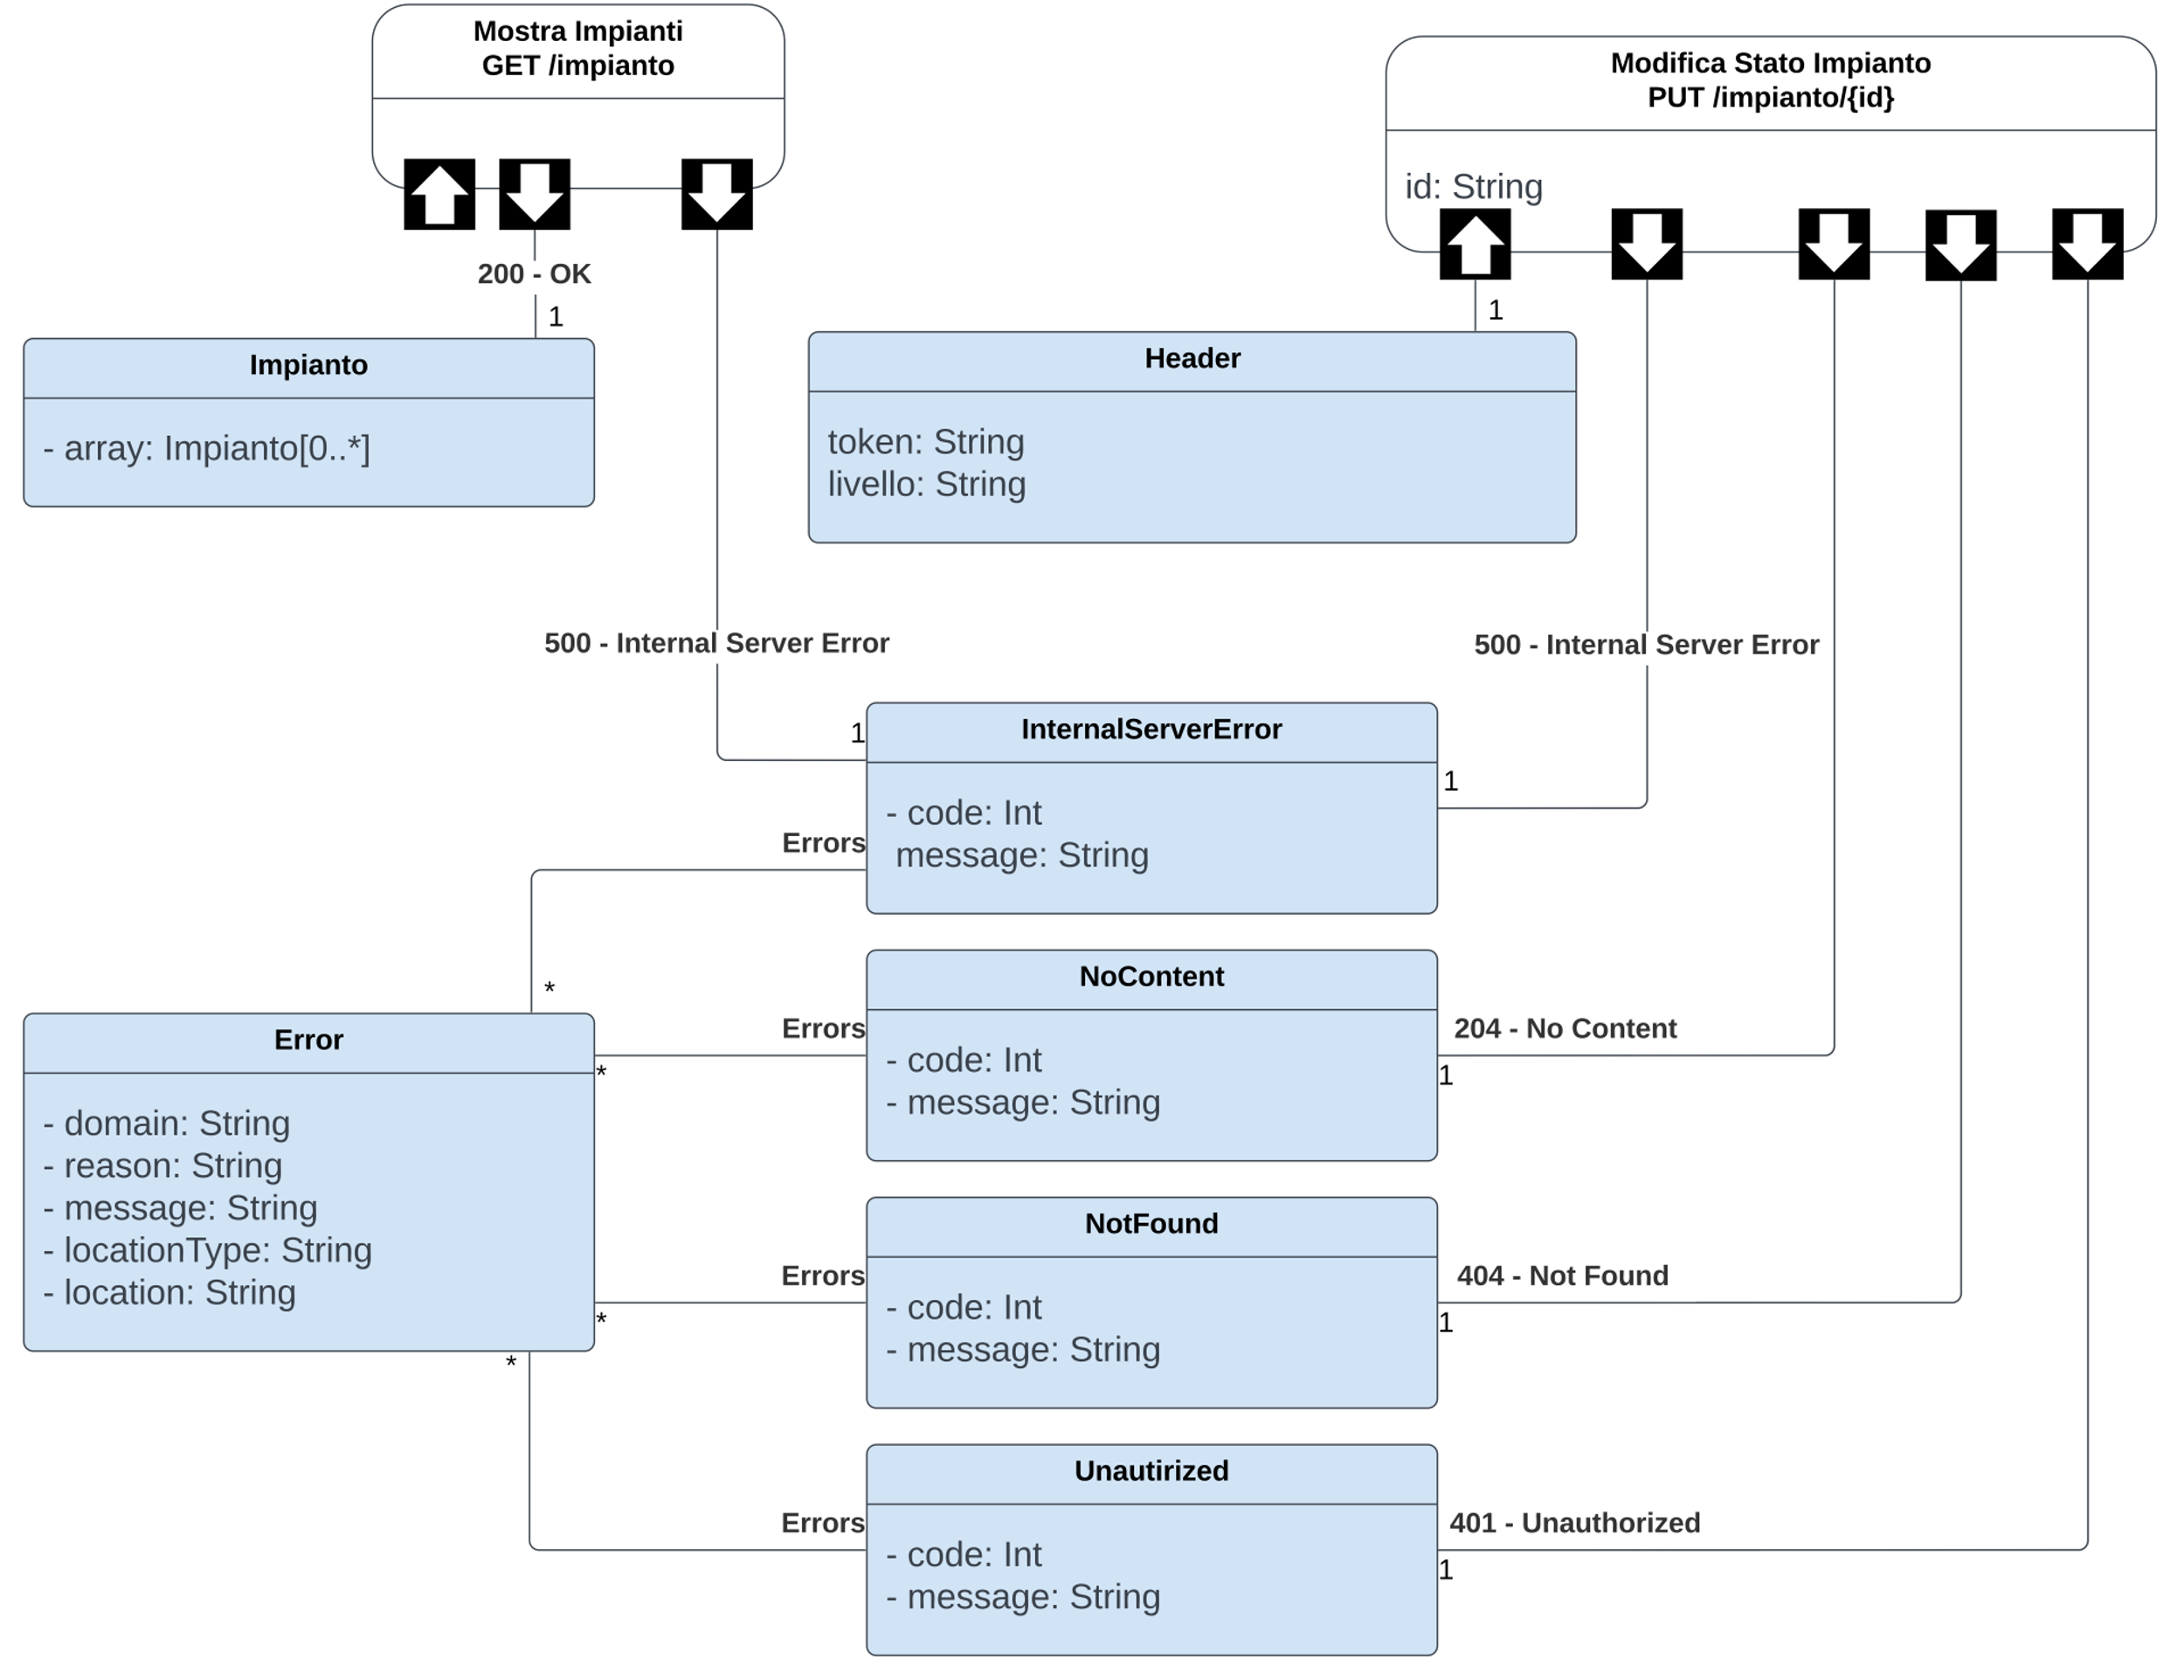 Mostra Impianti
GET /impianto
Modifica Stato Impianto
PUT /impianto/{id}
id: String
200 - OK
1
1
Impianto
- array: Impianto[0..*]
Header
token: String
livello: String
500 - Internal Server Error
500 - Internal Server Error
InternalServerError
1
1
- code: Int
message: String
Errors
*
NoContent
Errors
204 - No Content
*
1
- code: Int
- message: String
Error
- domain: String
- reason: String
- message: String
- locationType: String
- location: String
NotFound
Errors
404 - Not Found
*
1
- code: Int
- message: String
*
Unautirized
Errors
401 - Unauthorized
1
- code: Int
- message: String